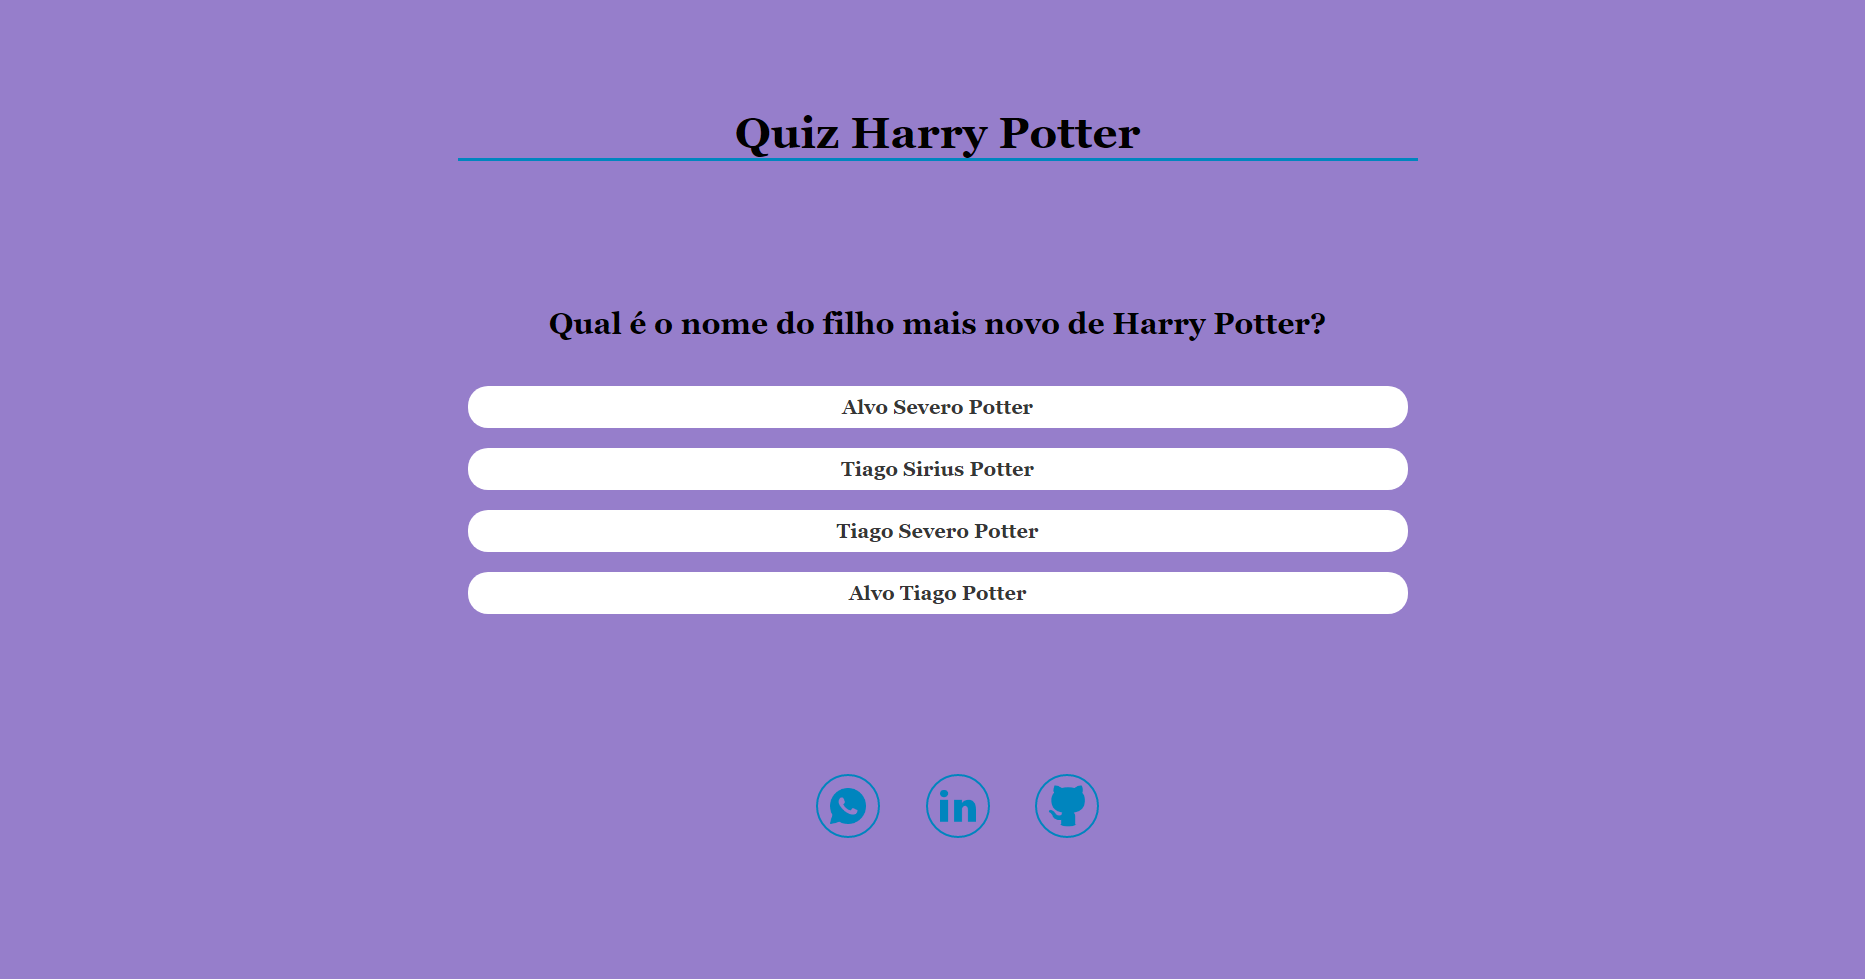 Quiz Harry Potter
Qual é o nome do filho mais novo de Harry Potter?
Alvo Severo Potter
Tiago Sirius Potter
Tiago Severo Potter
Alvo Tiago Potter
in